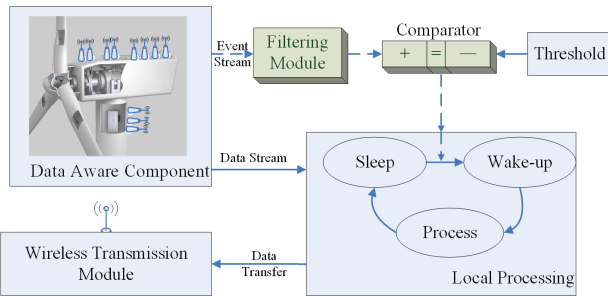 Event
Stream
Filtering
Module
Comparator
+ = —
Threshold
Data Aware Component
Data Stream
Sleep
Wake-up
Process
Local Processing
Wireless Transmission
Module
Data
Transfer